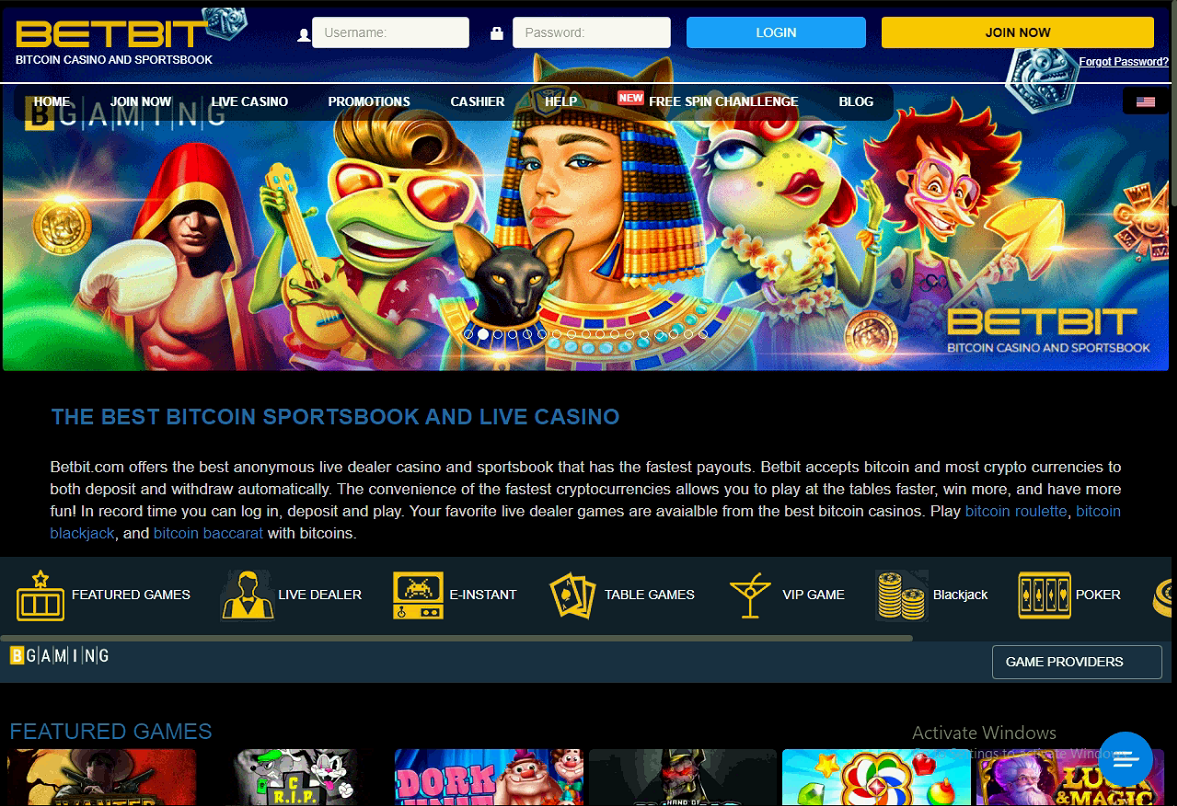 BETBIT
BITCOIN CASINO AND SPORTSBOOK
Username:
Password:
LOGIN
JOIN NOW
Forgot Password?
HOME JOIN NOW LIVE CASINO PROMOTIONS CASHIER HELP NEW FREE SPIN CHANLLENGE BLOG
BGAMING
BETBIT
BITCOIN CASINO AND SPORTSBOOK
THE BEST BITCOIN SPORTSBOOK AND LIVE CASINO
Betbit.com offers the best anonymous live dealer casino and sportsbook that has the fastest payouts. Betbit accepts bitcoin and most crypto currencies to
both deposit and withdraw automatically. The convenience of the fastest cryptocurrencies allows you to play at the tables faster, win more, and have more
fun! In record time you can log in, deposit and play. Your favorite live dealer games are avaialble from the best bitcoin casinos. Play bitcoin roulette, bitcoin
blackjack, and bitcoin baccarat with bitcoins.
FEATURED GAMES LIVE DEALER E-INSTANT TABLE GAMES VIP GAME Blackjack POKER
BGAMING
GAME PROVIDERS
FEATURED GAMES
Activate Windows
to activate Windows
WANTED
R.I.P.
DORK
HAND OF
& MAGIC